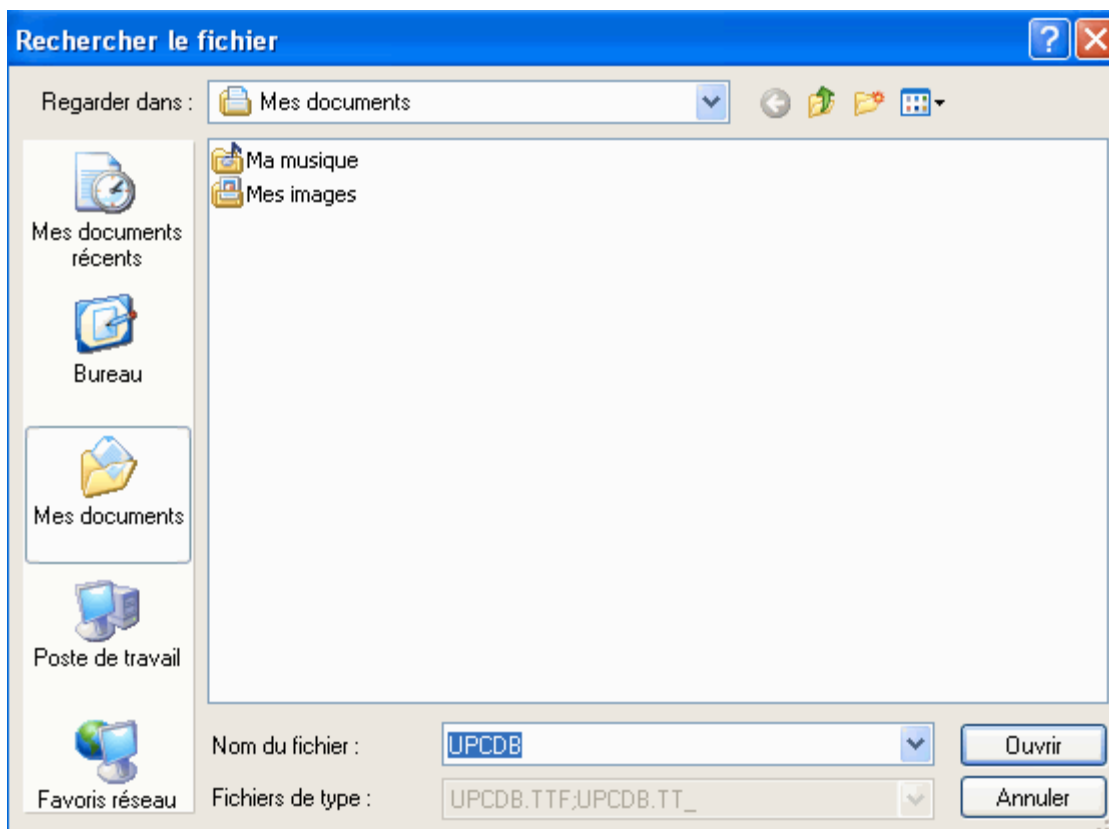 Rechercher le fichier
Regarder dans :
Mes documents
Ma musique
Mes images
Mes documents
récents
Bureau
Mes documents
Poste de travail
Favoris réseau
Nom du fichier :
UPCDB
Ouvrir
Fichiers de type :
UPCDB.TTF;UPCDB.TT_
Annuler